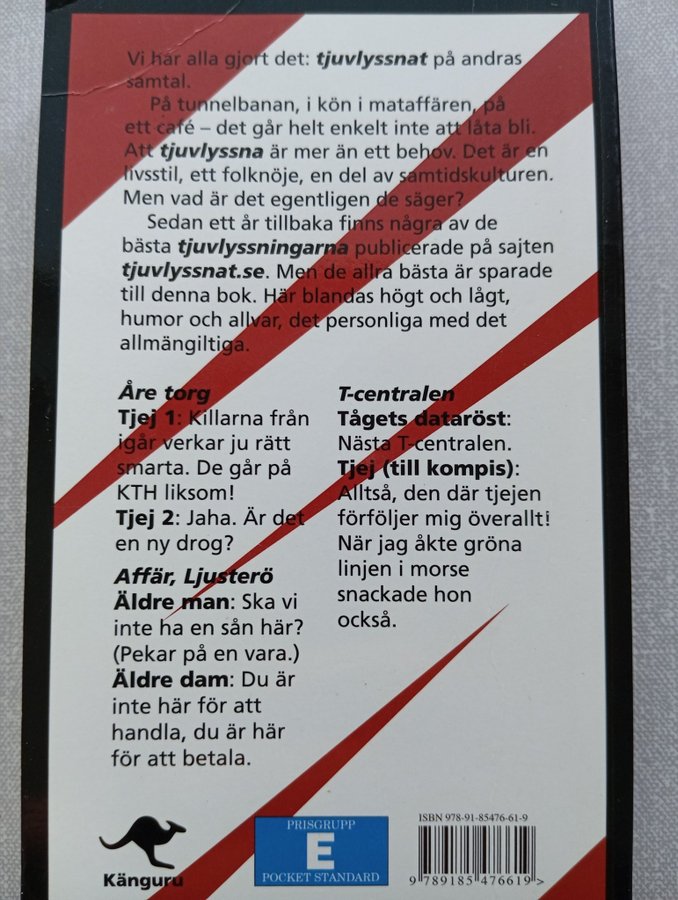 Vi har alla gjort det: tjuvlyssnat på andras
samtal.
På tunnelbanan, i kön i mataffären, på
ett café – det går helt enkelt inte att låta bli.
Att tjuvlyssna är mer än ett behov. Det är en
livsstil, ett folknöje, en del av samtidskulturen.
Men vad är det egentligen de säger?
Sedan ett år tillbaka finns några av de
bästa tjuvlyssningarna publicerade på sajten
tjuvlyssnat.se. Men de allra bästa är sparade
till denna bok. Här blandas högt och lågt,
humor och allvar, det personliga med det
allmängiltiga.
Åre torg
Tjej 1: Killarna från
igår verkar ju rätt
smarta. De går på
KTH liksom!
Tjej 2: Jaha. Är det
en ny drog?
Affär, Ljusterö
Äldre man: Ska vi
inte ha en sån här?
(Pekar på en vara.)
Äldre dam: Du är
inte här för att
handla, du är här
för att betala.
T-centralen
Tågets dataröst:
Nästa T-centralen.
Tjej (till kompis):
Alltså, den där tjejen
förföljer mig överallt!
När jag åkte gröna
linjen i morse
snackade hon
också.
Känguru
PRISGRUPP
E
POCKET STANDARD
ISBN 978-91-85476-61-9
9 789185 476619 >